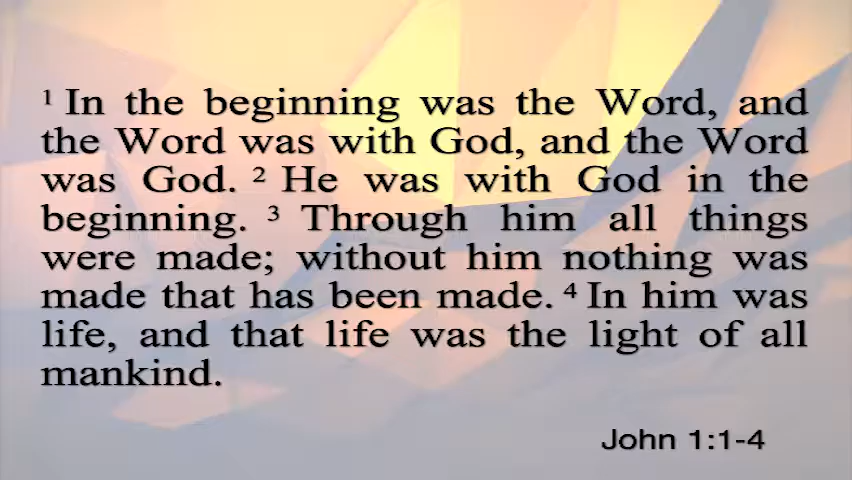 ¹ In the beginning was the Word, and
the Word was with God, and the Word
was God. ² He was with God in the
beginning. ³ Through him all things
were made; without him nothing was
made that has been made. ⁴ In him was
life, and that life was the light of all
mankind.
John 1:1-4